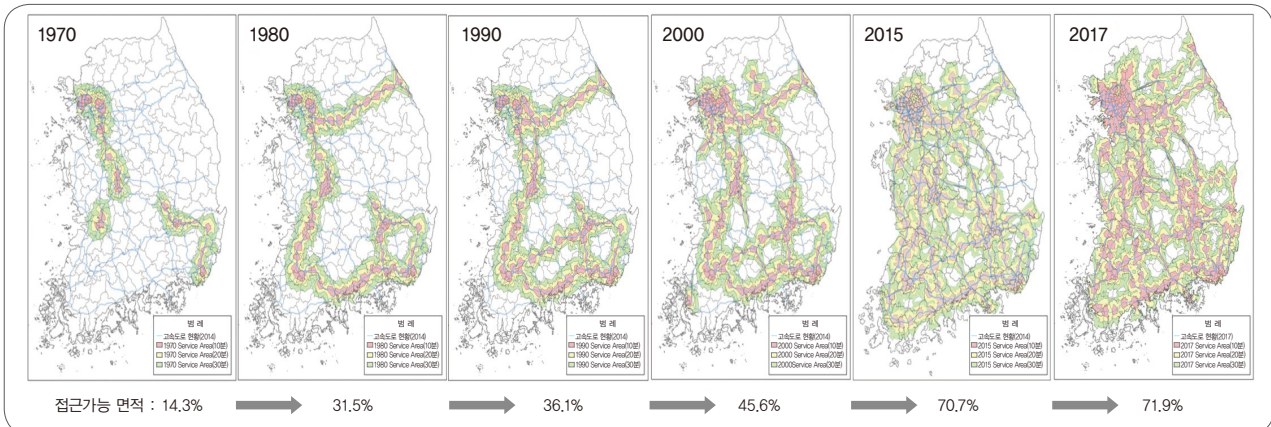 1970
1980
1990
2000
2015
2017
범 례
고속도로 현황(2014)
1970 Service Area(10분)
1970 Service Area(20분)
1970 Service Area(30분)
범 례
고속도로 현황(2014)
1980 Service Area(10분)
1980 Service Area(20분)
1980 Service Area(30분)
범 례
고속도로 현황(2014)
1990 Service Area(10분)
1990 Service Area(20분)
1990 Service Area(30분)
범 례
고속도로 현황(2014)
2000 Service Area(10분)
2000 Service Area(20분)
2000Service Area(30분)
범 례
고속도로 현황(2014)
2015 Service Area(10분)
2015 Service Area(20분)
2015 Service Area(30분)
범 례
고속도로 현황(2017)
2017 Service Area(10분)
2017 Service Area(20분)
2017 Service Area(30분)
접근가능 면적 : 14.3% 31.5% 36.1% 45.6% 70.7% 71.9%